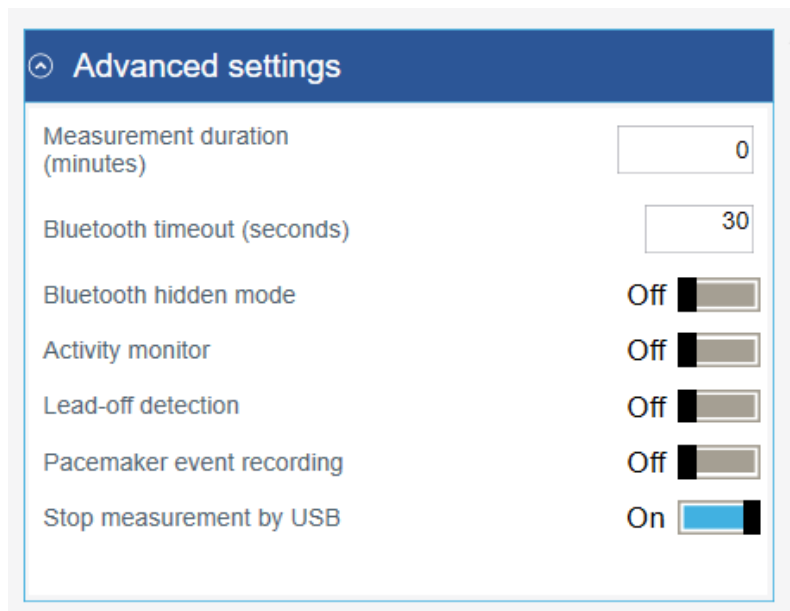 Advanced settings
Measurement duration
(minutes)
0
Bluetooth timeout (seconds)
30
Bluetooth hidden mode
Off
Activity monitor
Off
Lead-off detection
Off
Pacemaker event recording
Off
Stop measurement by USB
On